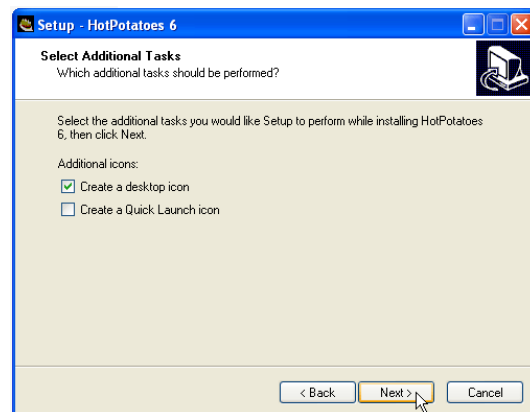 Setup - HotPotatoes 6
Select Additional Tasks
Which additional tasks should be performed?
Select the additional tasks you would like Setup to perform while installing HotPotatoes
6, then click Next.
Additional icons:
Create a desktop icon
Create a Quick Launch icon
< Back Next > Cancel